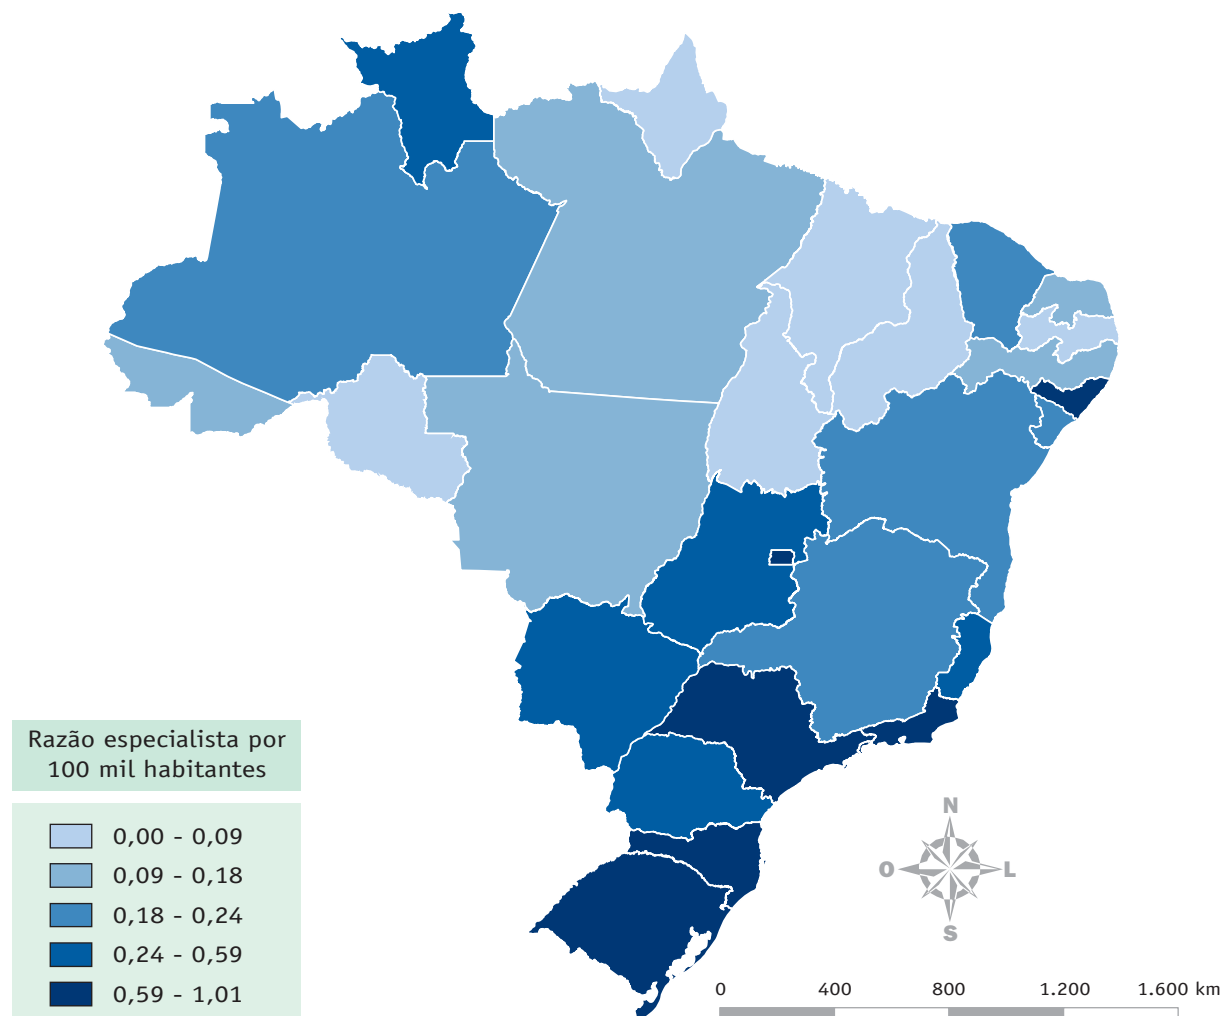 Razão especialista por
100 mil habitantes
0,00 - 0,09
0,09 - 0,18
0,18 - 0,24
0,24 - 0,59
0,59 - 1,01
N
O L
S
0 400 800 1.200 1.600 km